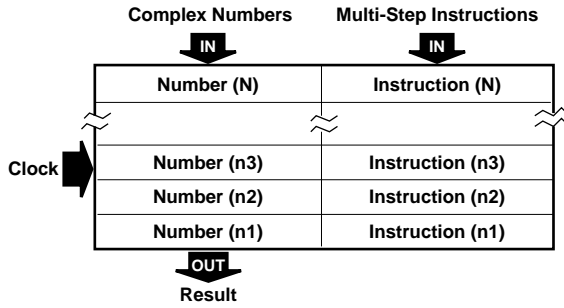 Complex Numbers Multi-Step Instructions
IN IN
Number (N) Instruction (N)
Clock Number (n3) Instruction (n3)
Number (n2) Instruction (n2)
Number (n1) Instruction (n1)
OUT
Result